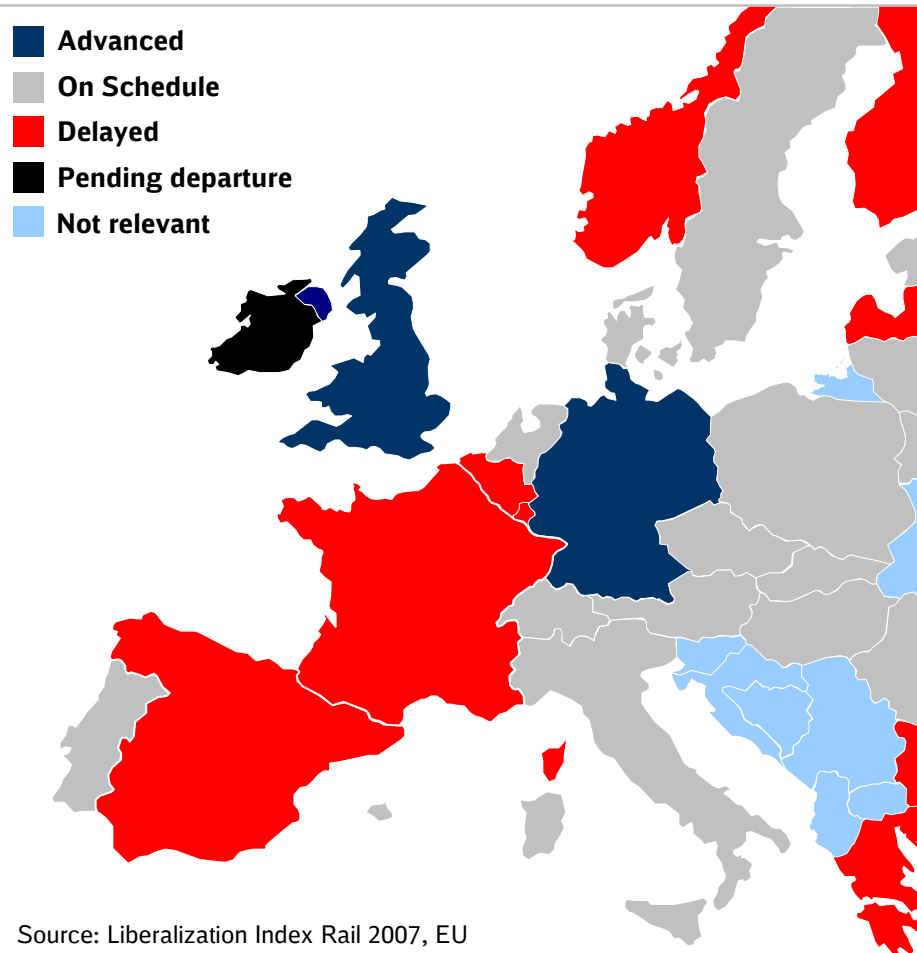 Advanced
On Schedule
Delayed
Pending departure
Not relevant
Source: Liberalization Index Rail 2007, EU